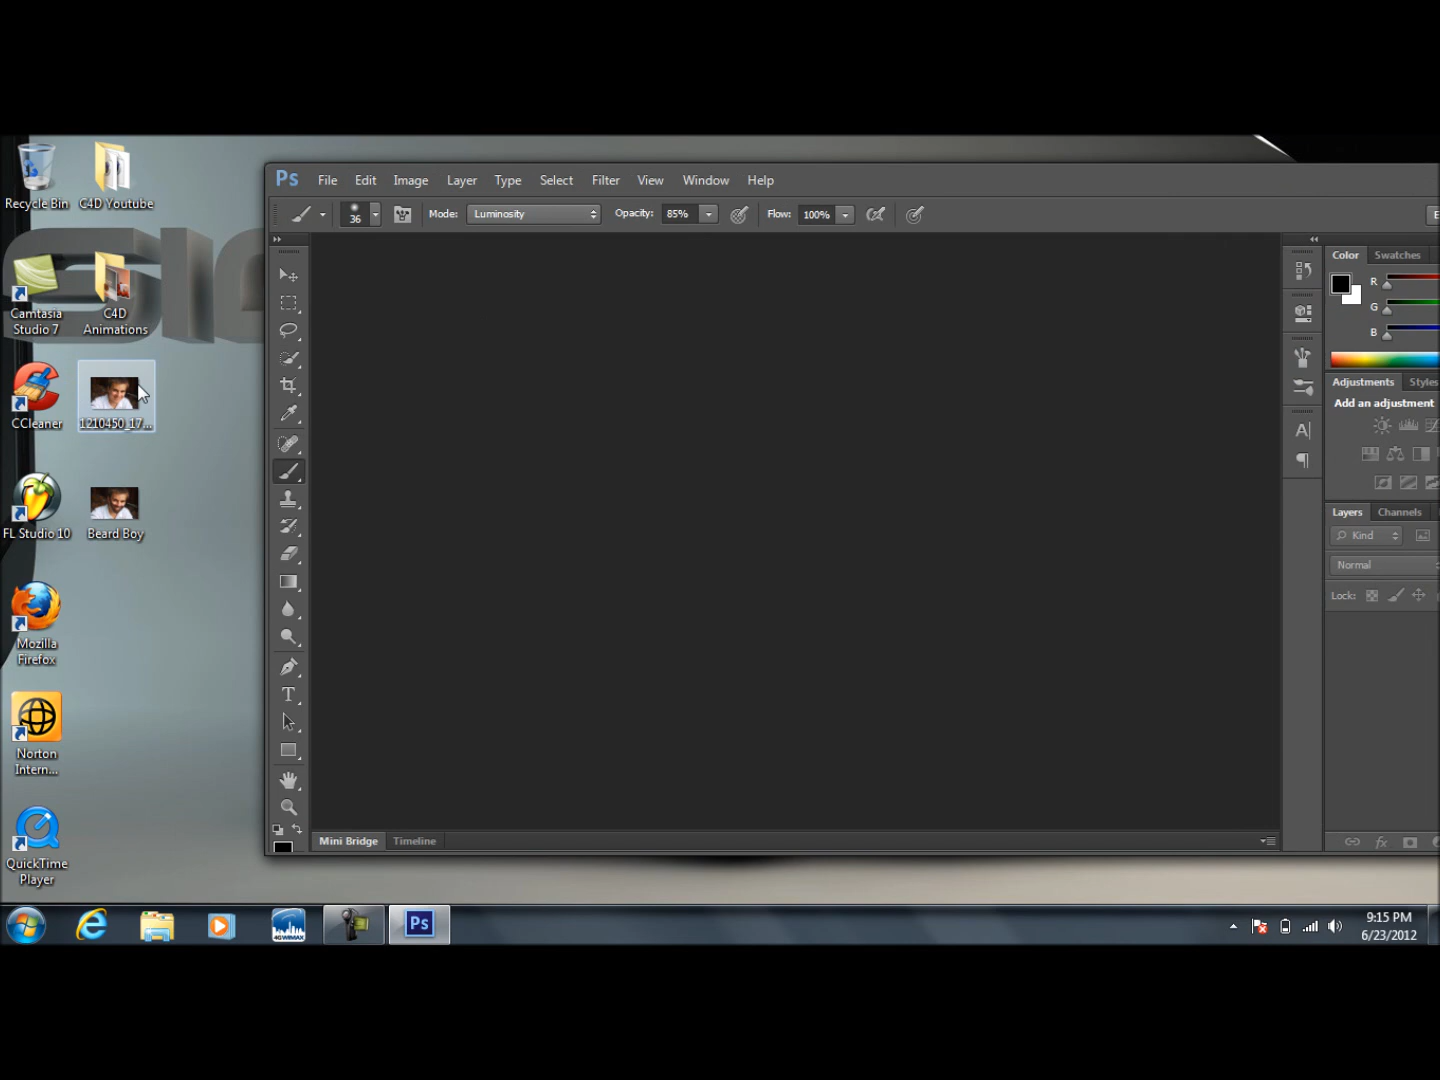 Recycle Bin
C4D Youtube
Camtasia
Studio 7
C4D
Animations
CCleaner
1210450_17...
FL Studio 10
Beard Boy
Mozilla
Firefox
Norton
Intern...
QuickTime
Player
Ps File Edit Image Layer Type Select Filter View Window Help
36 Mode: Luminosity Opacity: 85% Flow: 100%
Color Swatches
R
G
B
Adjustments Styles
Add an adjustment
Layers Channels
Kind
Normal
Lock:
fx
A
T
Mini Bridge Timeline
4GWIMAX
Ps
9:15 PM
6/23/2012